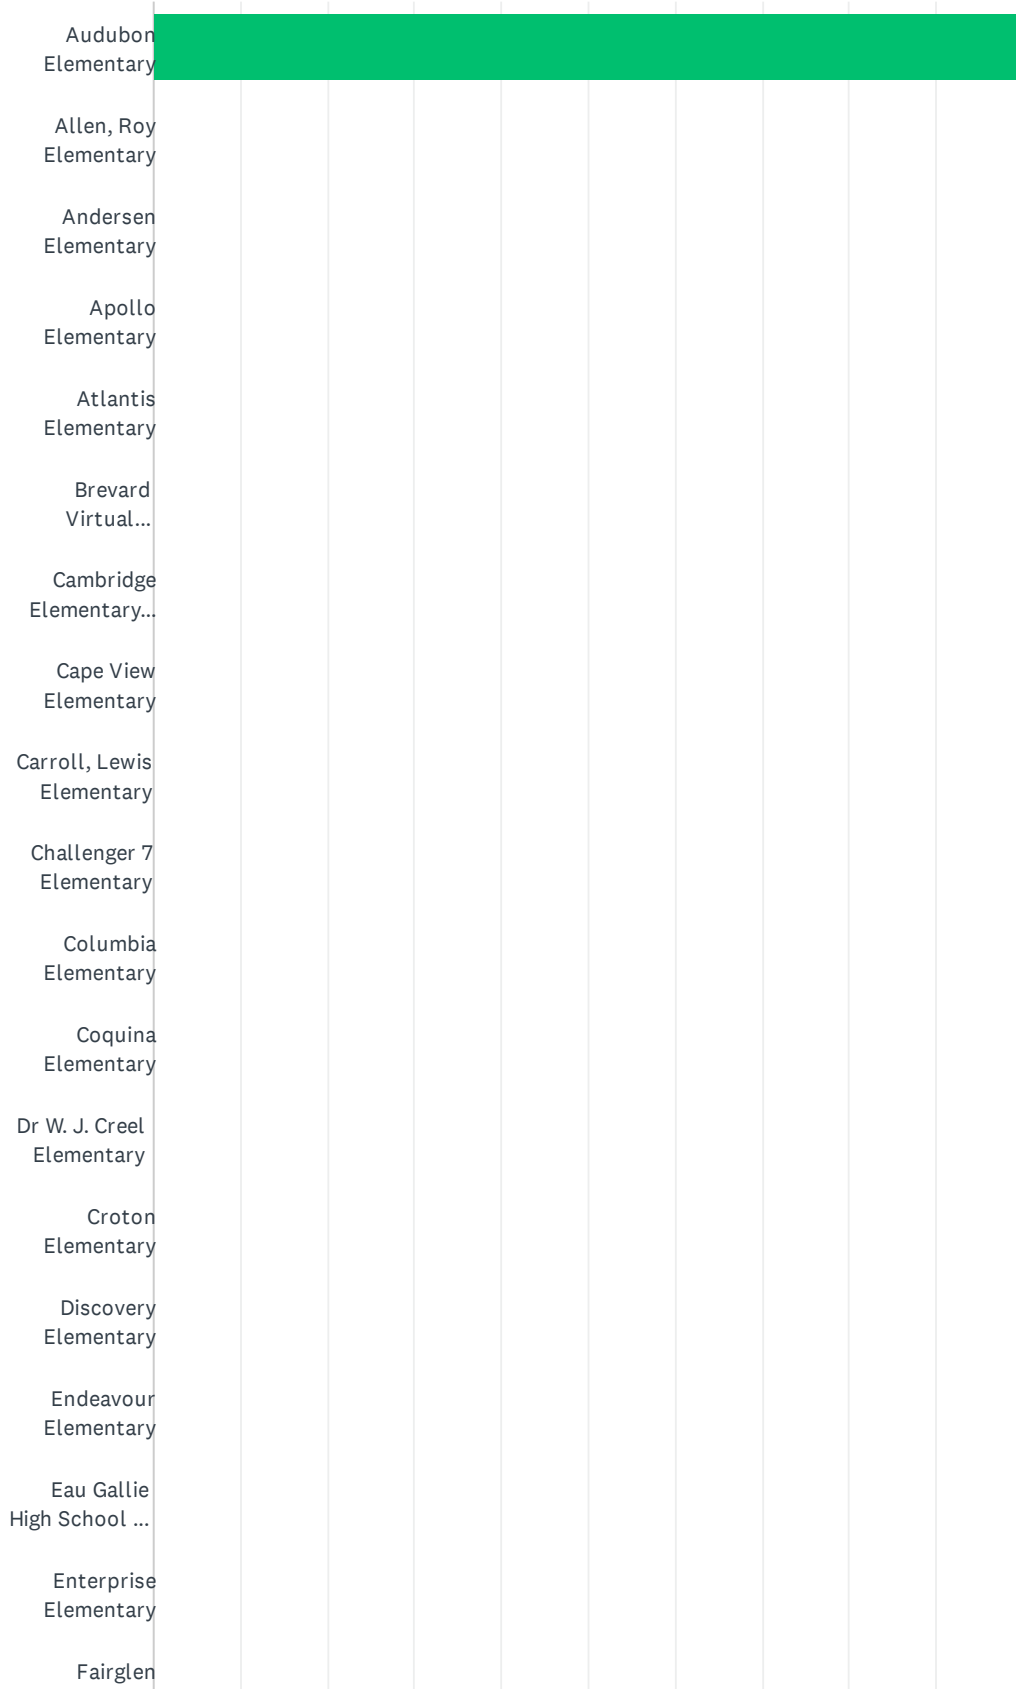 Audubon
Elementary
Allen, Roy
Elementary
Andersen
Elementary
Apollo
Elementary
Atlantis
Elementary
Brevard
Virtual...
Cambridge
Elementary...
Cape View
Elementary
Carroll, Lewis
Elementary
Challenger 7
Elementary
Columbia
Elementary
Coquina
Elementary
Dr W. J. Creel
Elementary
Croton
Elementary
Discovery
Elementary
Endeavour
Elementary
Eau Gallie
High School ...
Enterprise
Elementary
Fairglen